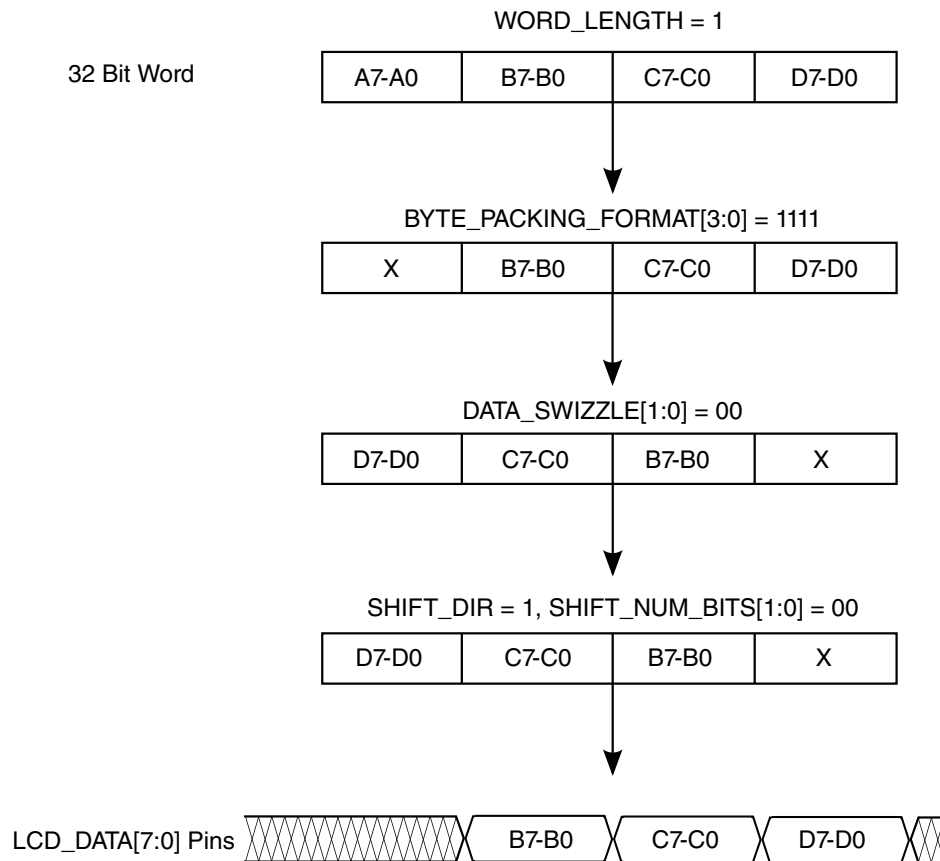 WORD_LENGTH = 1
32 Bit Word
A7-A0 B7-B0 C7-C0 D7-D0
BYTE_PACKING_FORMAT[3:0] = 1111
X B7-B0 C7-C0 D7-D0
DATA_SWIZZLE[1:0] = 00
D7-D0 C7-C0 B7-B0 X
SHIFT_DIR = 1, SHIFT_NUM_BITS[1:0] = 00
D7-D0 C7-C0 B7-B0 X
LCD_DATA[7:0] Pins B7-B0 C7-C0 D7-D0